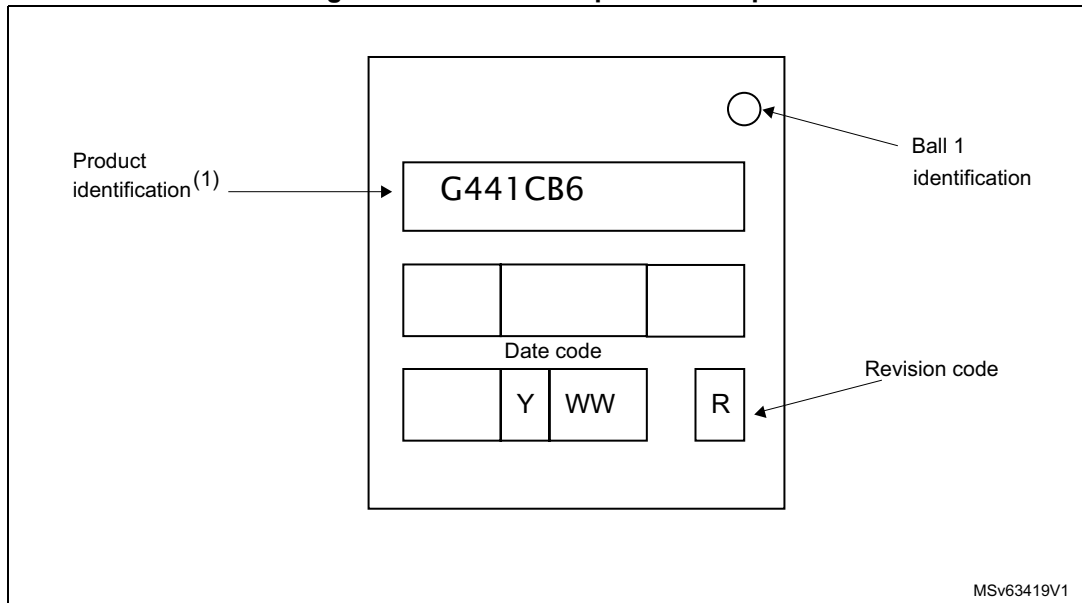 Ball 1
identification
Product
identification(1)
G441CB6
Date code
Y WW R
Revision code
MSv63419V1